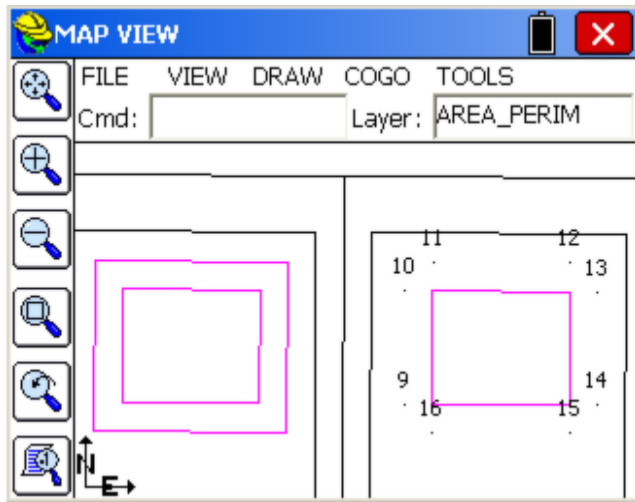 MAP VIEW
FILE VIEW DRAW COGO TOOLS
Cmd: Layer: AREA_PERIM
11 12
10 13
9 14
16 15
N
E